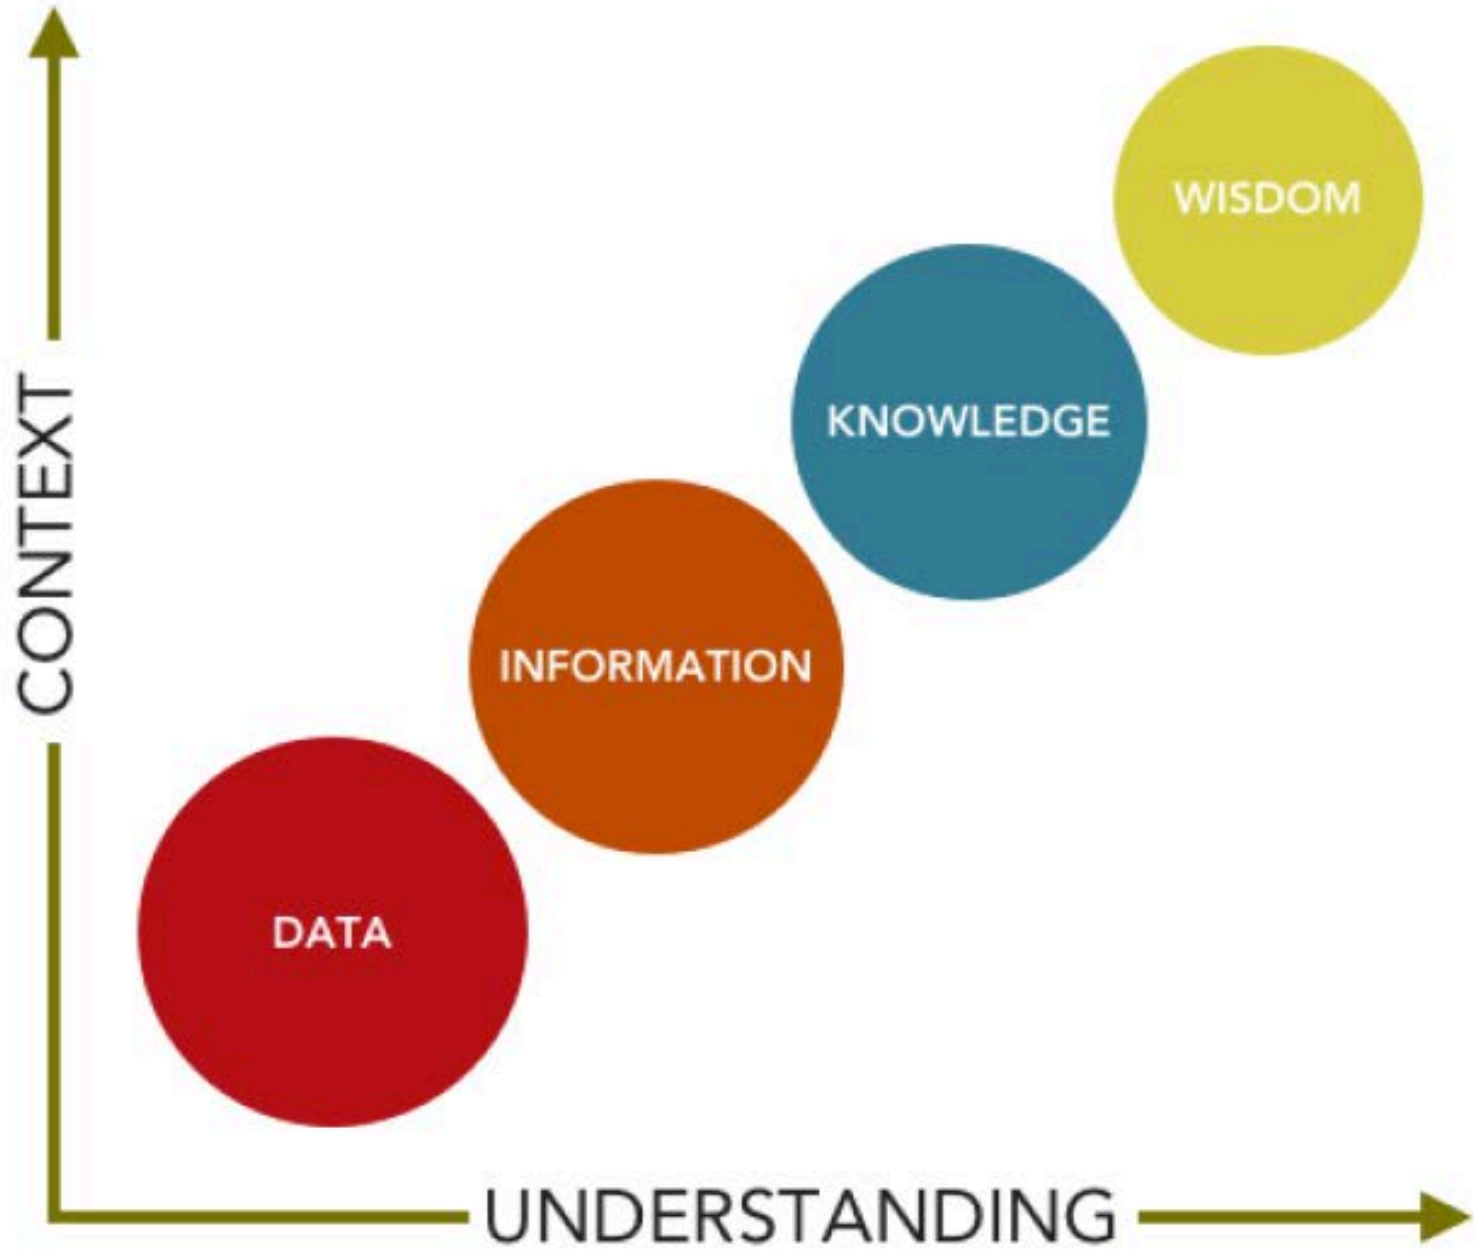 WISDOM
KNOWLEDGE
CONTEXT
INFORMATION
DATA
UNDERSTANDING